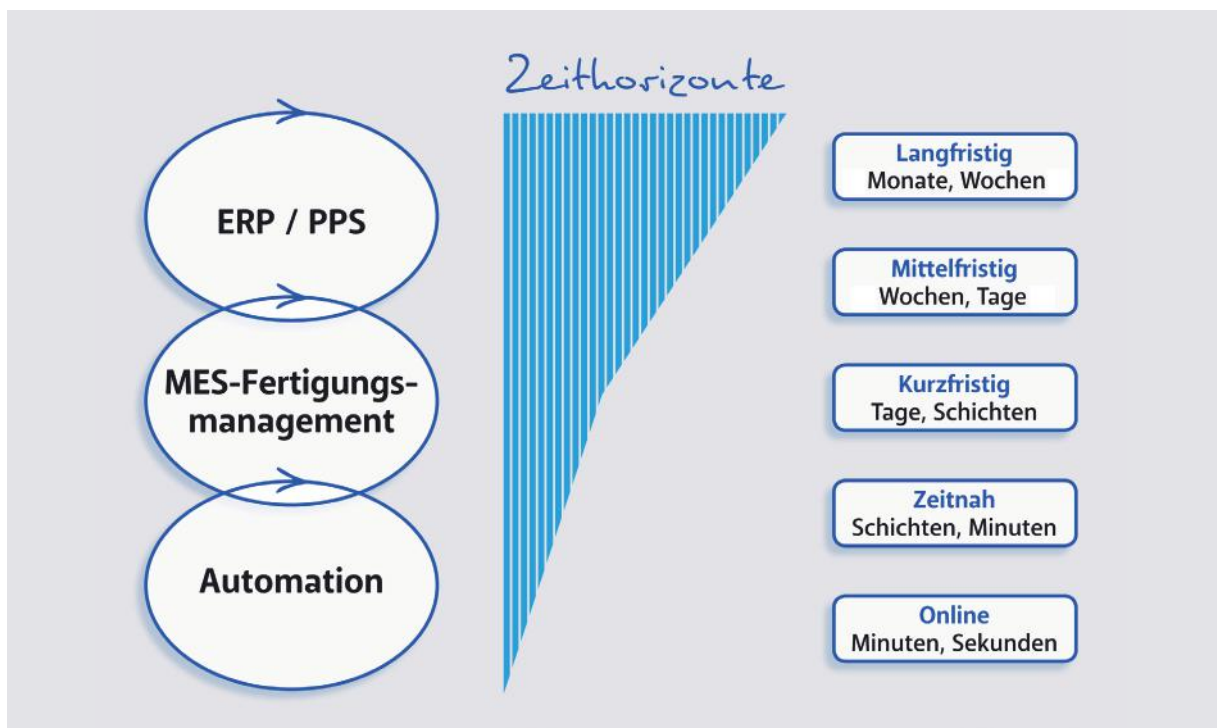 Zeithorizonte
ERP / PPS
MES-Fertigungs-
management
Automation
Langfristig
Monate, Wochen
Mittelfristig
Wochen, Tage
Kurzfristig
Tage, Schichten
Zeitnah
Schichten, Minuten
Online
Minuten, Sekunden